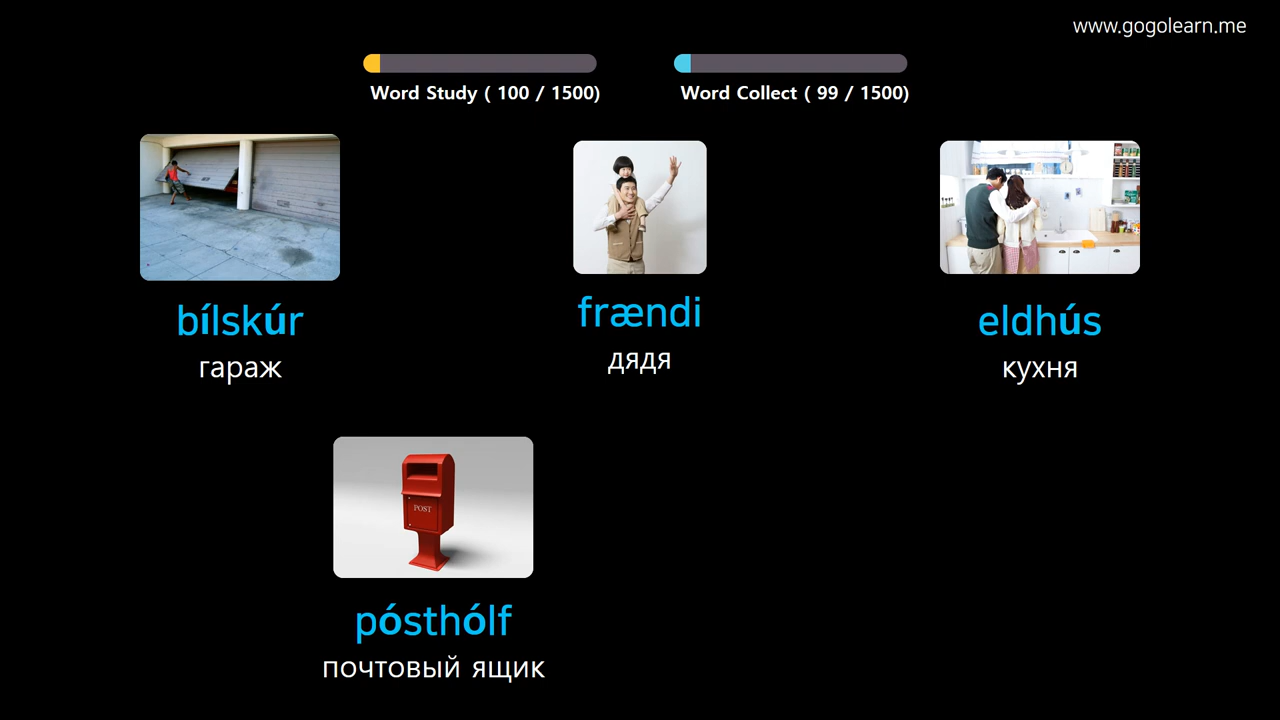 www.gogolearn.me
Word Study ( 100 / 1500)
Word Collect ( 99 / 1500)
bílskúr
гараж
frændi
дядя
eldhús
кухня
POST
pósthólf
почтовый ящик